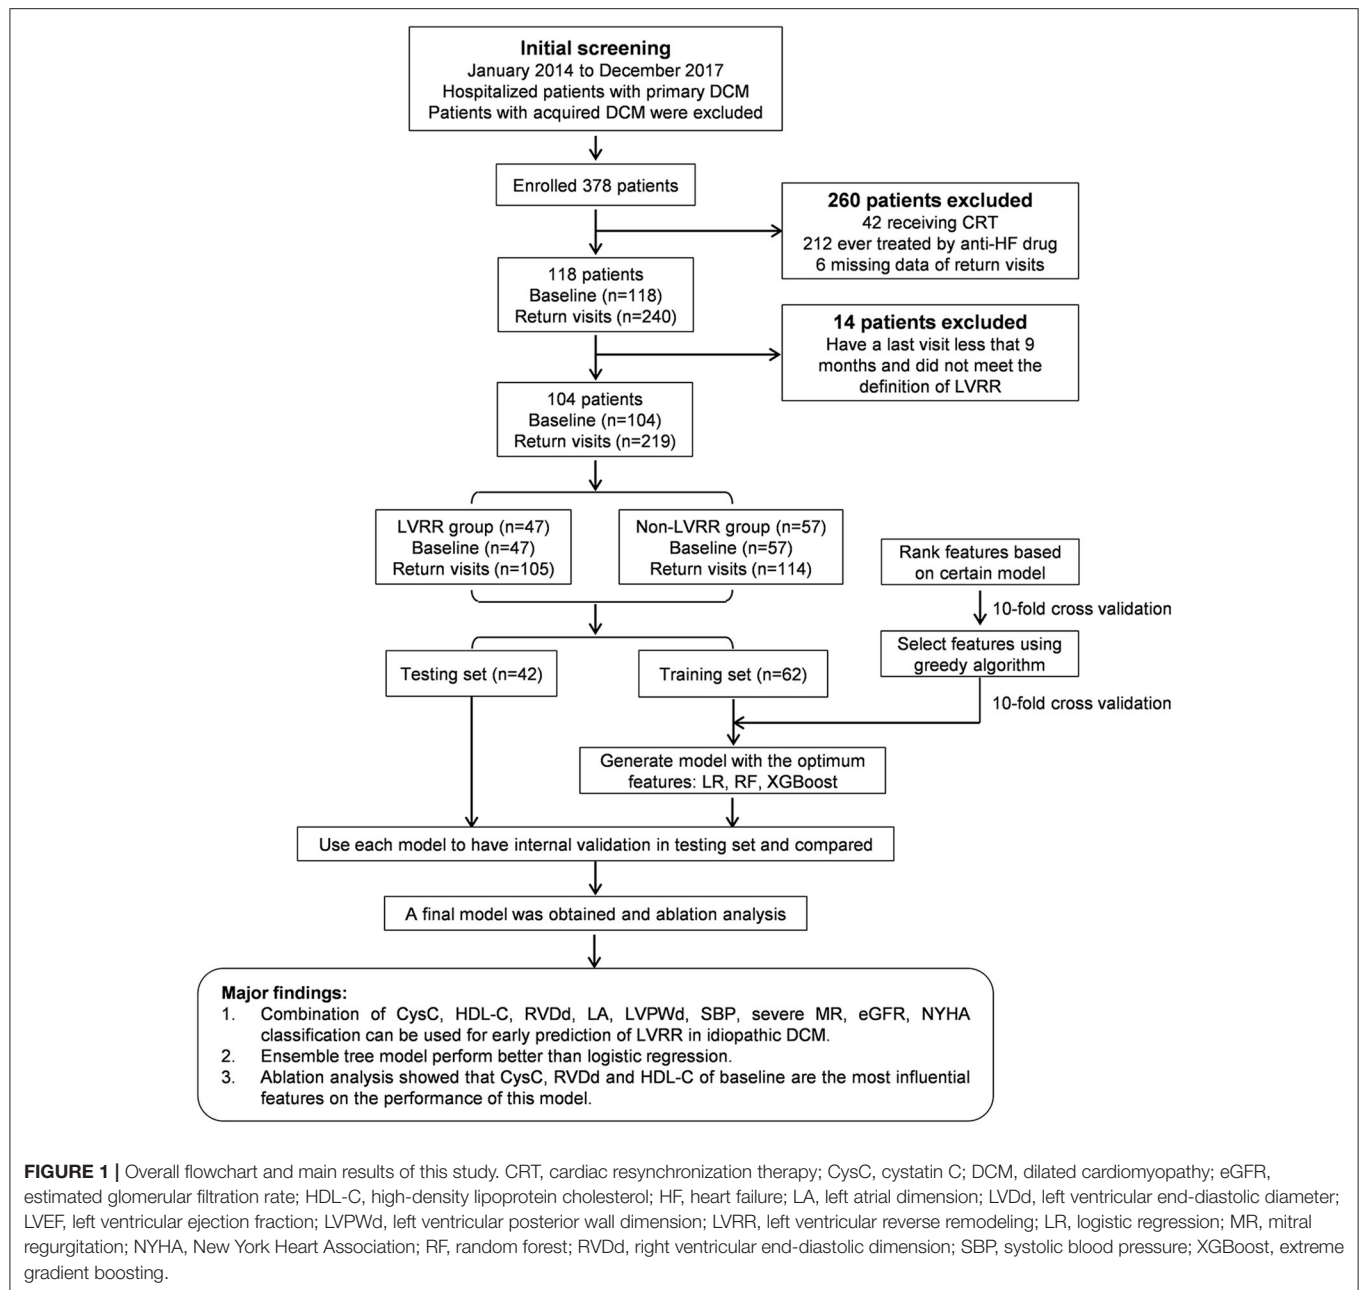 Initial screening
January 2014 to December 2017
Hospitalized patients with primary DCM
Patients with acquired DCM were excluded
Enrolled 378 patients
260 patients excluded
42 receiving CRT
212 ever treated by anti-HF drug
6 missing data of return visits
118 patients
Baseline (n=118)
Return visits (n=240)
14 patients excluded
Have a last visit less that 9
months and did not meet the
definition of LVRR
104 patients
Baseline (n=104)
Return visits (n=219)
LVRR group (n=47)
Baseline (n=47)
Return visits (n=105)
Non-LVRR group (n=57)
Baseline (n=57)
Return visits (n=114)
Rank features based
on certain model
10-fold cross validation
Select features using
greedy algorithm
10-fold cross validation
Testing set (n=42)
Training set (n=62)
Generate model with the optimum
features: LR, RF, XGBoost
Use each model to have internal validation in testing set and compared
A final model was obtained and ablation analysis
Major findings:
1. Combination of CysC, HDL-C, RVDd, LA, LVPWd, SBP, severe MR, eGFR, NYHA
classification can be used for early prediction of LVRR in idiopathic DCM.
2. Ensemble tree model perform better than logistic regression.
3. Ablation analysis showed that CysC, RVDd and HDL-C of baseline are the most influential
features on the performance of this model.
FIGURE 1 | Overall flowchart and main results of this study. CRT, cardiac resynchronization therapy; CysC, cystatin C; DCM, dilated cardiomyopathy; eGFR,
estimated glomerular filtration rate; HDL-C, high-density lipoprotein cholesterol; HF, heart failure; LA, left atrial dimension; LVDd, left ventricular end-diastolic diameter;
LVEF, left ventricular ejection fraction; LVPWd, left ventricular posterior wall dimension; LVRR, left ventricular reverse remodeling; LR, logistic regression; MR, mitral
regurgitation; NYHA, New York Heart Association; RF, random forest; RVDd, right ventricular end-diastolic dimension; SBP, systolic blood pressure; XGBoost, extreme
gradient boosting.